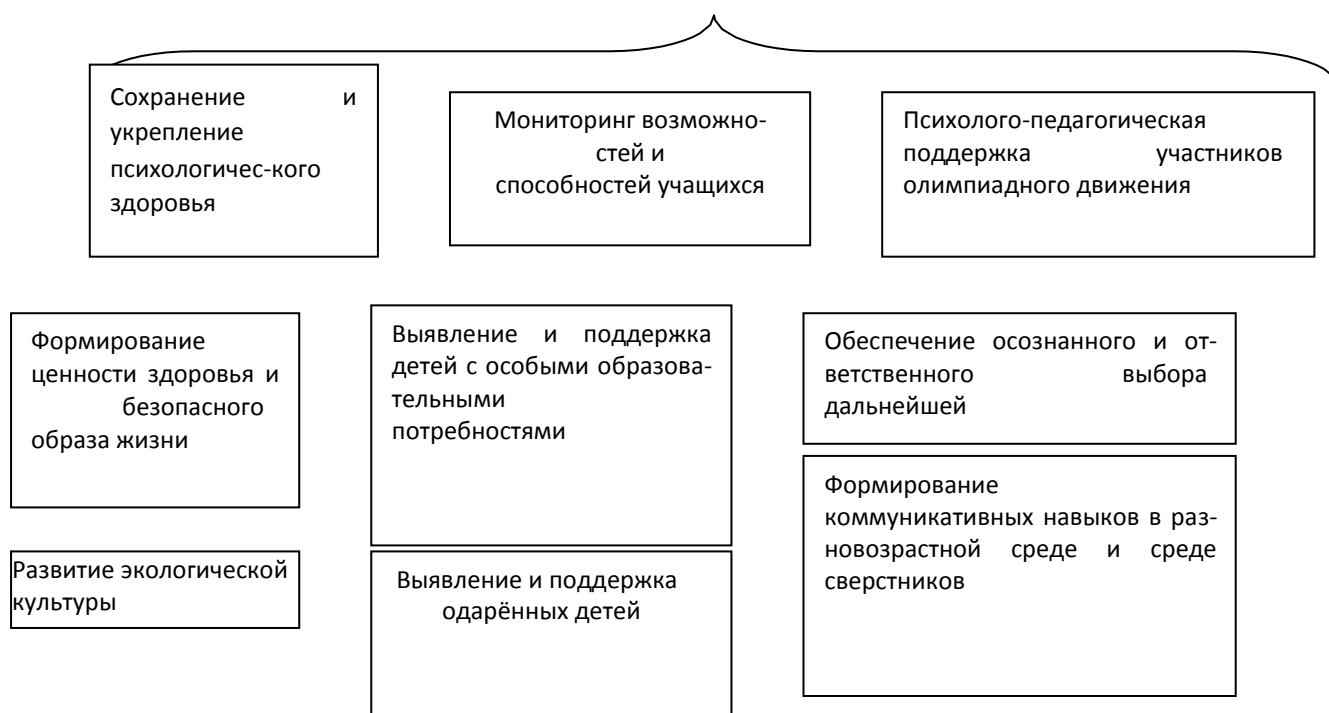 Сохранение и
укрепление
психологичес-кого
здоровья
Мониторинг возможно-
стей и
способностей учащихся
Психолого-педагогическая
поддержка участников
олимпиадного движения
Формирование
ценности здоровья и
безопасного
образа жизни
Выявление и поддержка
детей с особыми образова-
тельными
потребностями
Обеспечение осознанного и от-
ветственного выбора
дальнейшей
Формирование
коммуникативных навыков в раз-
новозрастной среде и среде
сверстников
Развитие экологической
культуры
Выявление и поддержка
одарённых детей